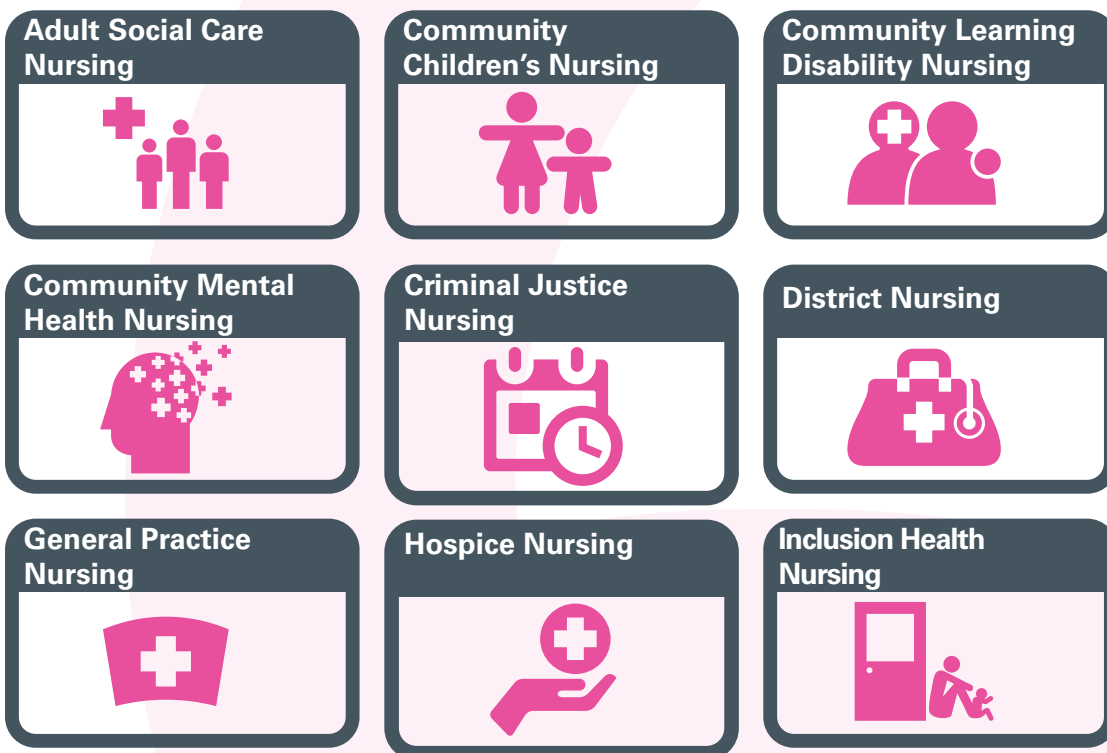 Adult Social Care
Nursing
Community
Children's Nursing
Community Learning
Disability Nursing
Community Mental
Health Nursing
Criminal Justice
Nursing
District Nursing
General Practice
Nursing
Hospice Nursing
Inclusion Health
Nursing